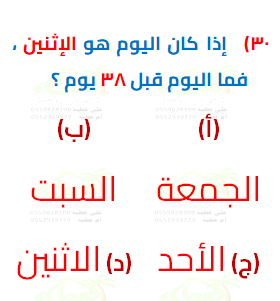 ٣٠) إذا كان اليوم هو الإثنين ،
فما اليوم قبل ٣٨ يوم ؟
(أ) (ب)
الجمعة السبت
(ج) الأحد (د) الاثنين